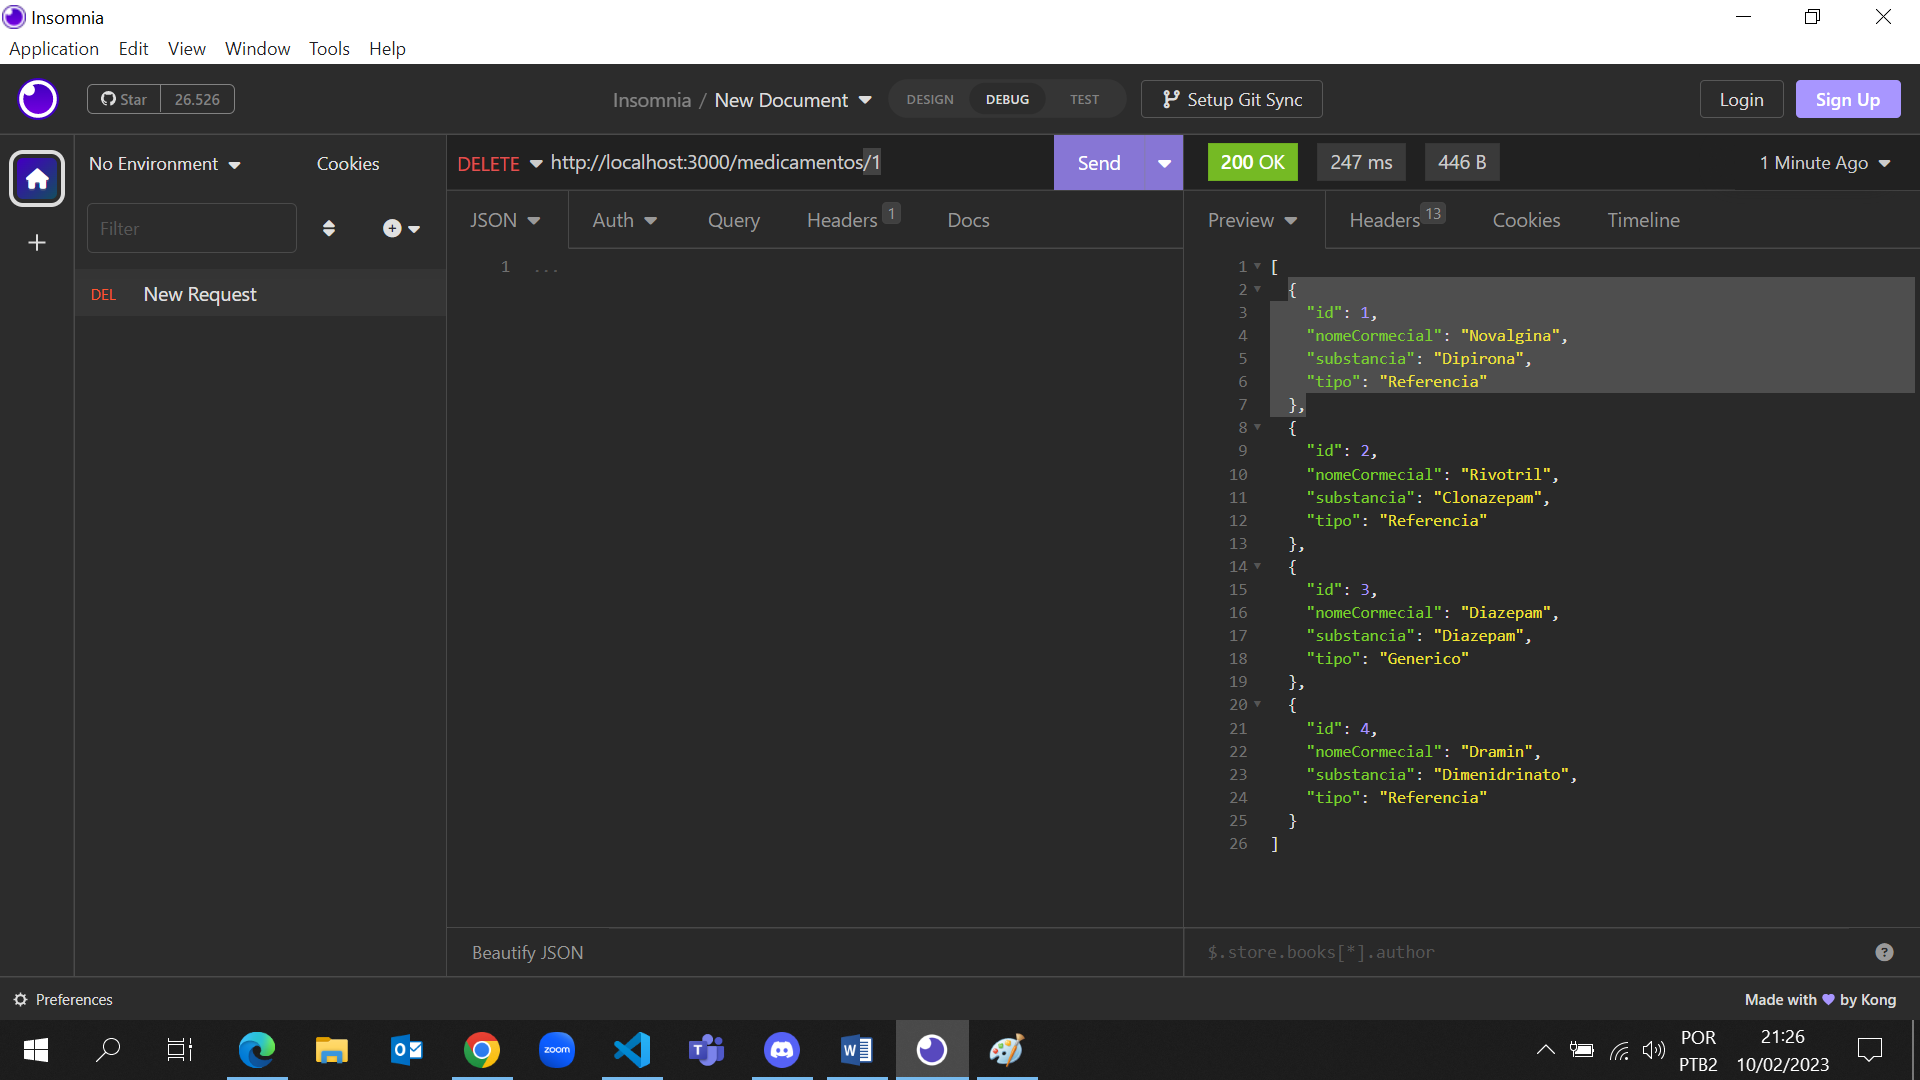 Insomnia
Application Edit View Window Tools Help
Star 26.526
Insomnia / New Document
DESIGN DEBUG TEST
Setup Git Sync
Login
Sign Up
No Environment
Cookies
DELETE http://localhost:3000/medicamentos/1
Send
200 OK
247 ms
446 B
1 Minute Ago
Filter
JSON Auth Query Headers 1 Docs
Preview Headers 13 Cookies Timeline
DEL New Request
1 ...
1 [
2 {
3 "id": 1,
4 "nomeCormecial": "Novalgina",
5 "substancia": "Dipirona",
6 "tipo": "Referencia"
7 },
8 {
9 "id": 2,
10 "nomeCormecial": "Rivotril",
11 "substancia": "Clonazepam",
12 "tipo": "Referencia"
13 },
14 {
15 "id": 3,
16 "nomeCormecial": "Diazepam",
17 "substancia": "Diazepam",
18 "tipo": "Generico"
19 },
20 {
21 "id": 4,
22 "nomeCormecial": "Dramin",
23 "substancia": "Dimenidrinato",
24 "tipo": "Referencia"
25 }
26 ]
Beautify JSON
$.store.books[*].author
?
Preferences
Made with 💜 by Kong
zoom
POR
PTB2
21:26
10/02/2023